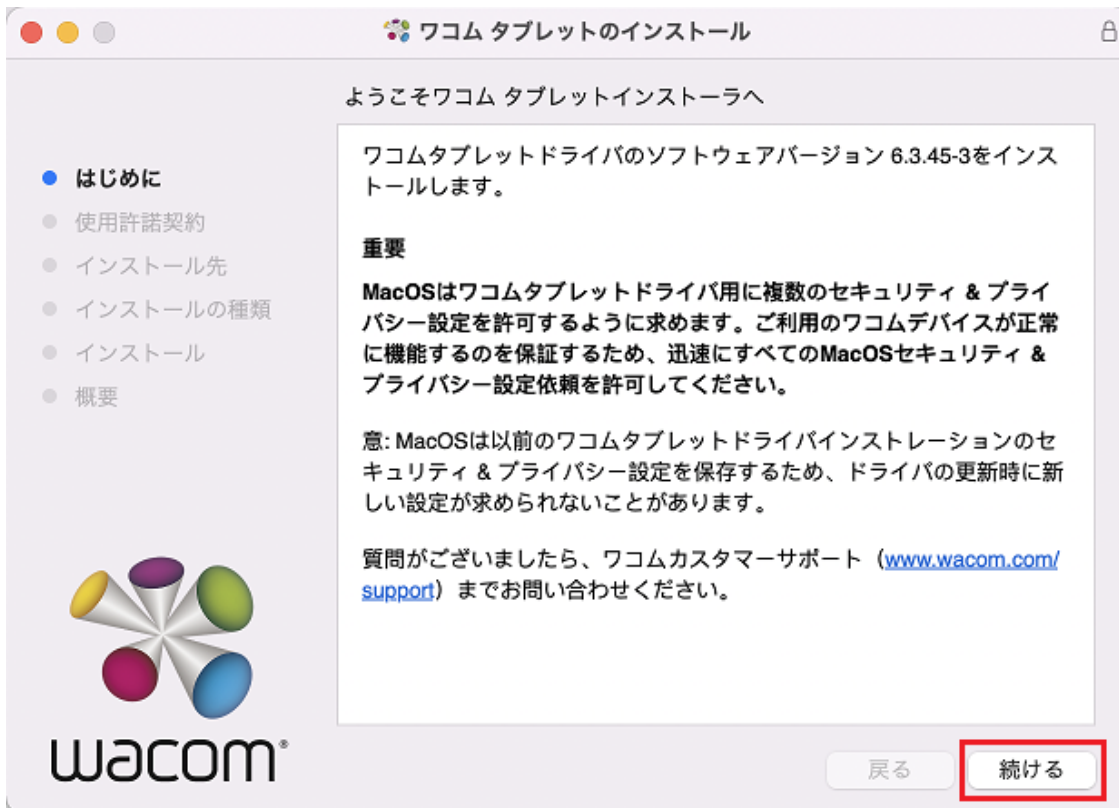 ワコム タブレットのインストール
ようこそワコム タブレットインストーラへ
はじめに
使用許諾契約
インストール先
インストールの種類
インストール
概要
ワコムタブレットドライバのソフトウェアバージョン 6.3.45-3をインス
トールします。
重要
MacOSはワコムタブレットドライバ用に複数のセキュリティ & プライ
バシー設定を許可するように求めます。ご利用のワコムデバイスが正常
に機能するのを保証するため、迅速にすべてのMacOSセキュリティ &
プライバシー設定依頼を許可してください。
意: MacOSは以前のワコムタブレットドライバインストレーションのセ
キュリティ & プライバシー設定を保存するため、ドライバの更新時に新
しい設定が求められないことがあります。
質問がございましたら、ワコムカスタマーサポート（www.wacom.com/
support）までお問い合わせください。
wacom®
戻る
続ける